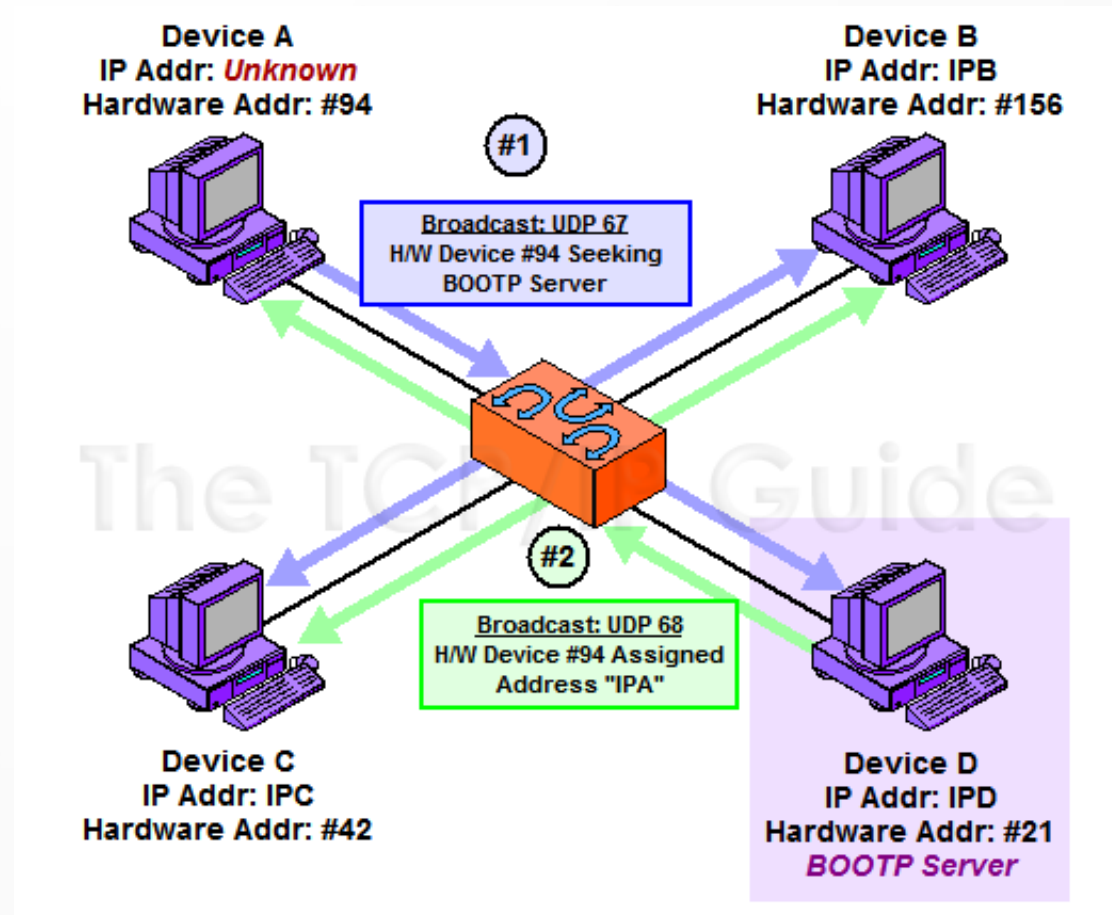 Device A
IP Addr: Unknown
Hardware Addr: #94
Device B
IP Addr: IPB
Hardware Addr: #156
#1
Broadcast: UDP 67
H/W Device #94 Seeking
BOOTP Server
The TCP/IP Guide
#2
Broadcast: UDP 68
H/W Device #94 Assigned
Address "IPA"
Device C
IP Addr: IPC
Hardware Addr: #42
Device D
IP Addr: IPD
Hardware Addr: #21
BOOTP Server